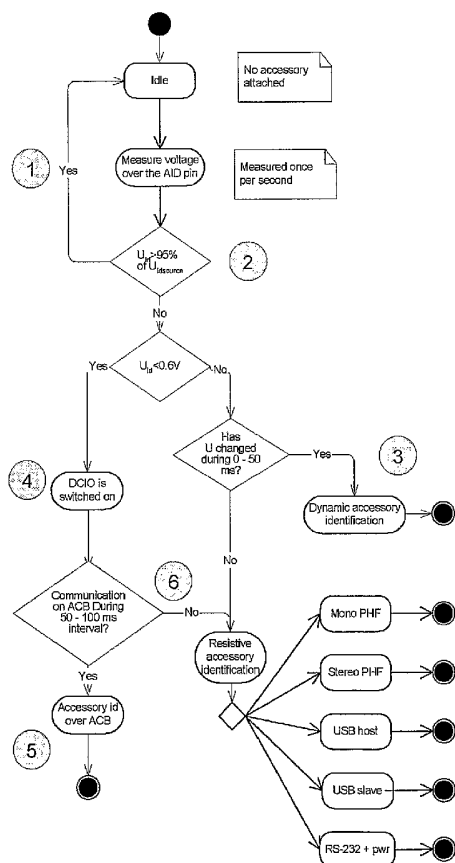 Idle
No accessory
attached
1
Yes
Measure voltage
over the AID pin
Measured once
per second
U_id>95%
of U_idsource
2
No
Yes
U_id<0.6V
No
Has
U changed
during 0 - 50
ms?
Yes
3
4
DCIO is
switched on
Dynamic accessory
identification
No
6
Communication
on ACB During
50 - 100 ms
interval?
No
Resistive
accessory
identification
Mono PHF
Stereo PHF
Yes
Accessory id
over ACB
USB host
5
USB slave
RS-232 + pwr